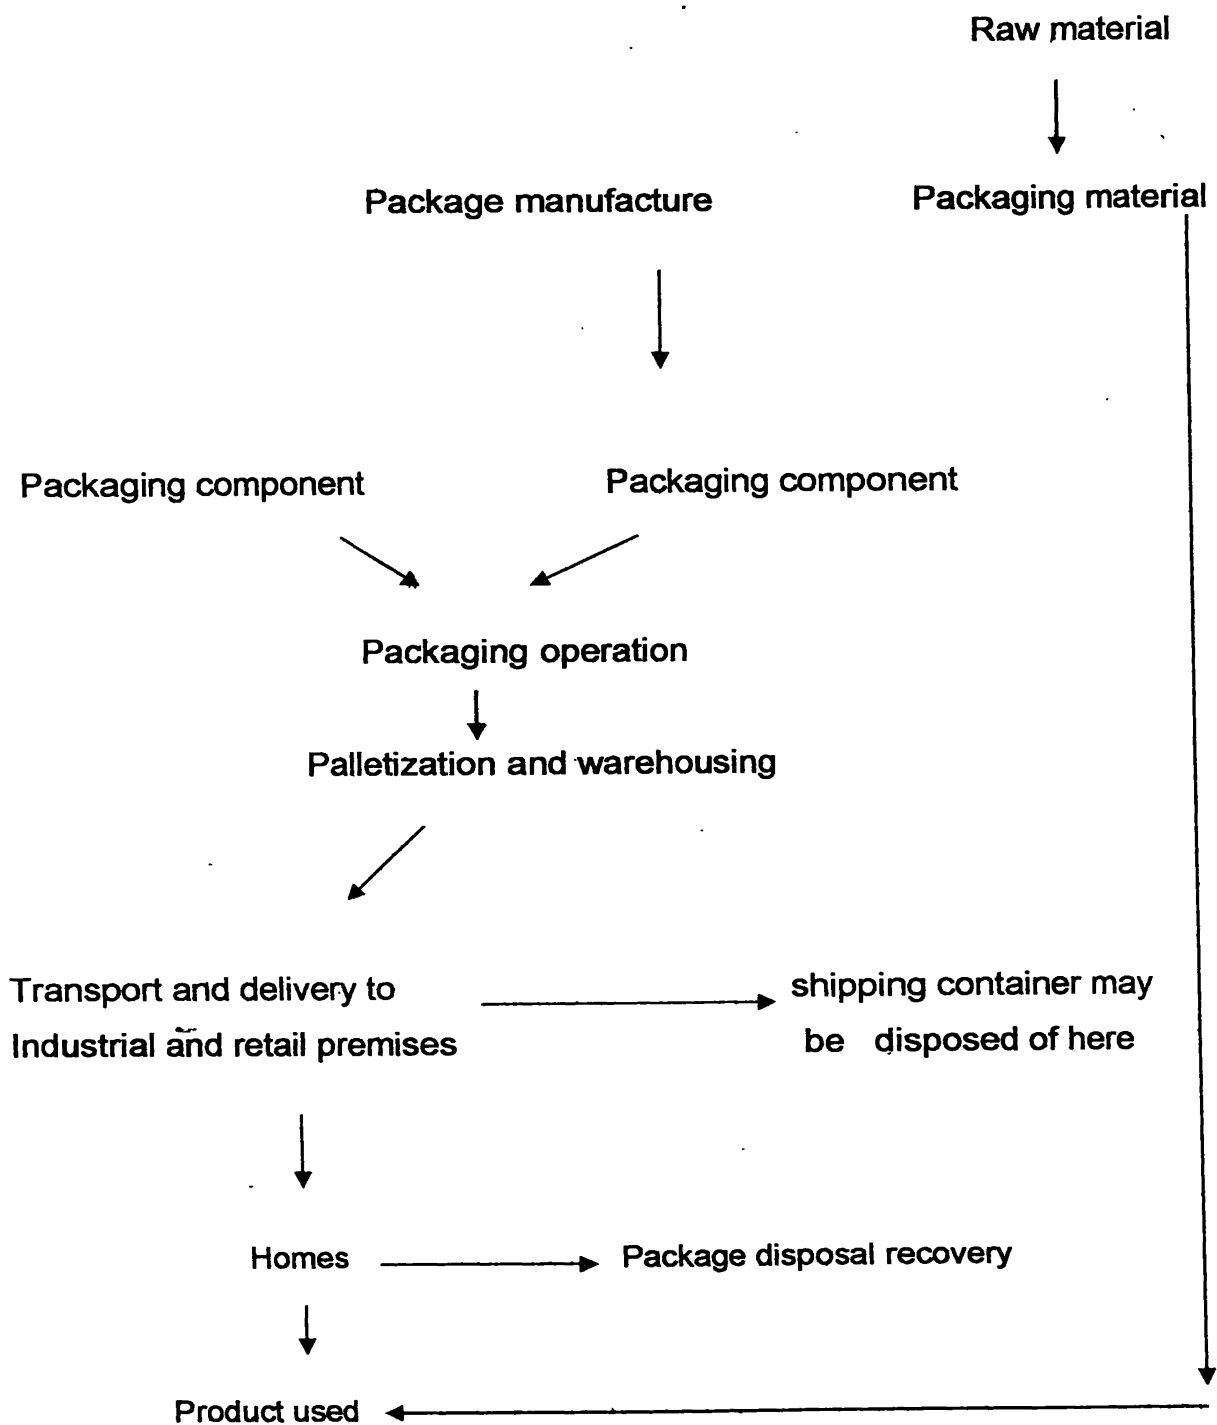 Raw material
Package manufacture
Packaging material
Packaging component
Packaging component
Packaging operation
Palletization and warehousing
Transport and delivery to
Industrial and retail premises
shipping container may
be disposed of here
Homes
Package disposal recovery
Product used